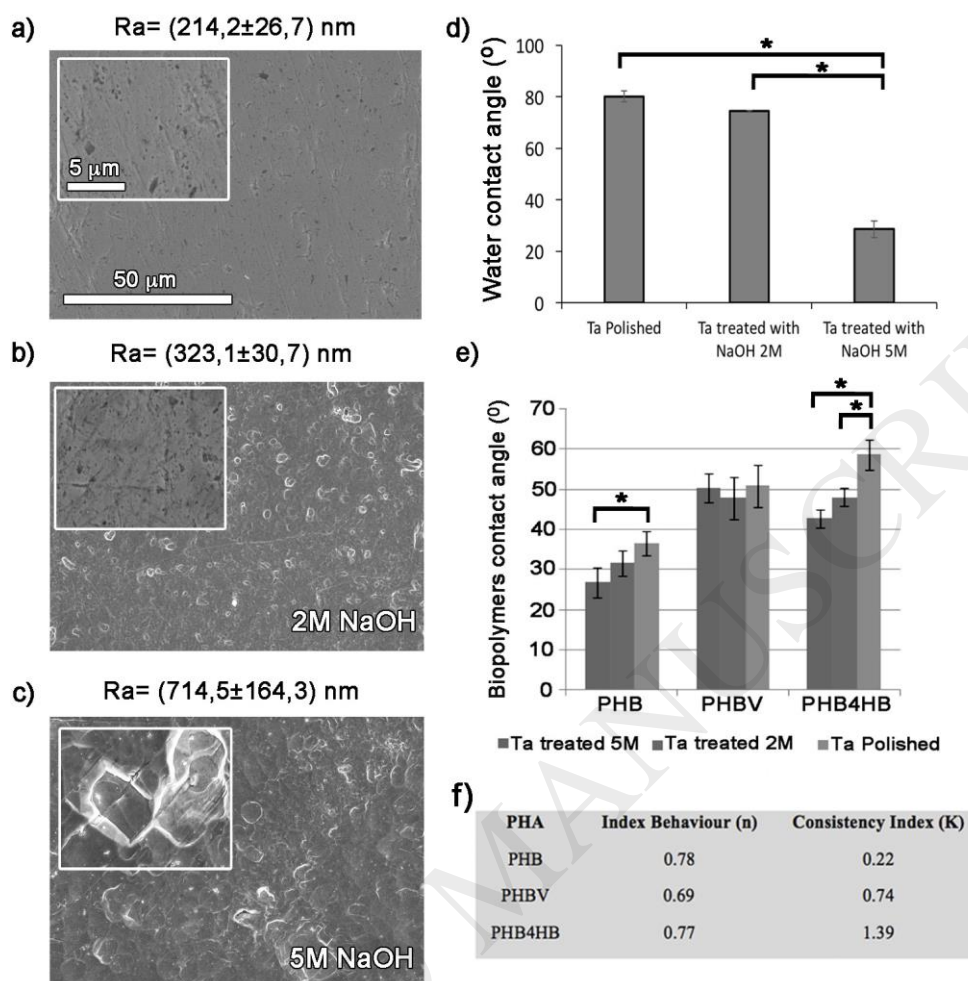 a)
Ra= (214,2±26,7) nm
5 μm
50 μm
b)
Ra= (323,1±30,7) nm
2M NaOH
c)
Ra= (714,5±164,3) nm
5M NaOH
d)
Water contact angle (º)
100
80
60
40
20
0
*
*
Ta Polished
Ta treated with
NaOH 2M
Ta treated with
NaOH 5M
e)
Biopolymers contact angle (º)
70
60
50
40
30
20
10
0
*
*
*
PHB
PHBV
PHB4HB
Ta treated 5M Ta treated 2M Ta Polished
f)
PHA Index Behaviour (n) Consistency Index (K)
PHB 0.78 0.22
PHBV 0.69 0.74
PHB4HB 0.77 1.39